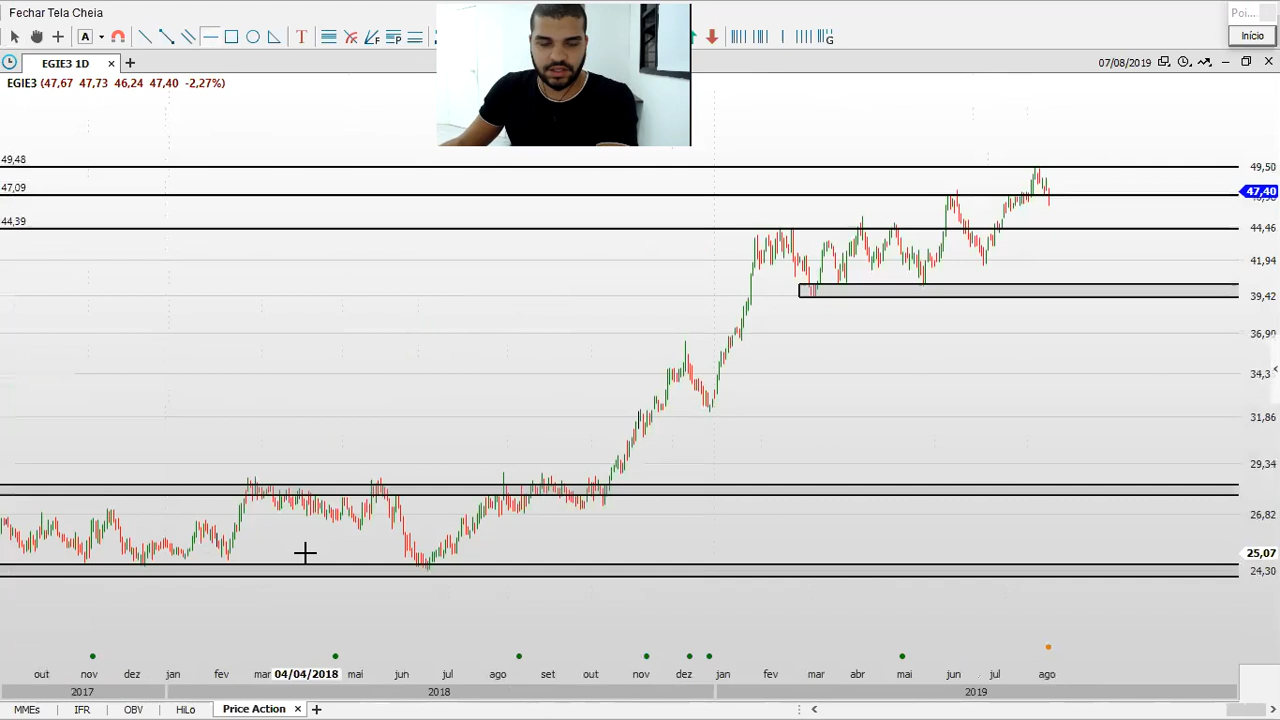 Fechar Tela Cheia
Poi...
Início
A
T
F
P
G
EGIE3 1D
07/08/2019
EGIE3 (47,67 47,73 46,24 47,40 -2,27%)
49,48
49,50
47,09
47,40
44,39
44,46
41,94
39,42
36,90
34,3
31,86
29,34
26,82
25,07
24,30
out nov dez jan fev mar 04/04/2018 mai jun jul ago set out nov dez jan fev mar abr mai jun jul ago
2017 2018 2019
MMEs IFR OBV HiLo Price Action